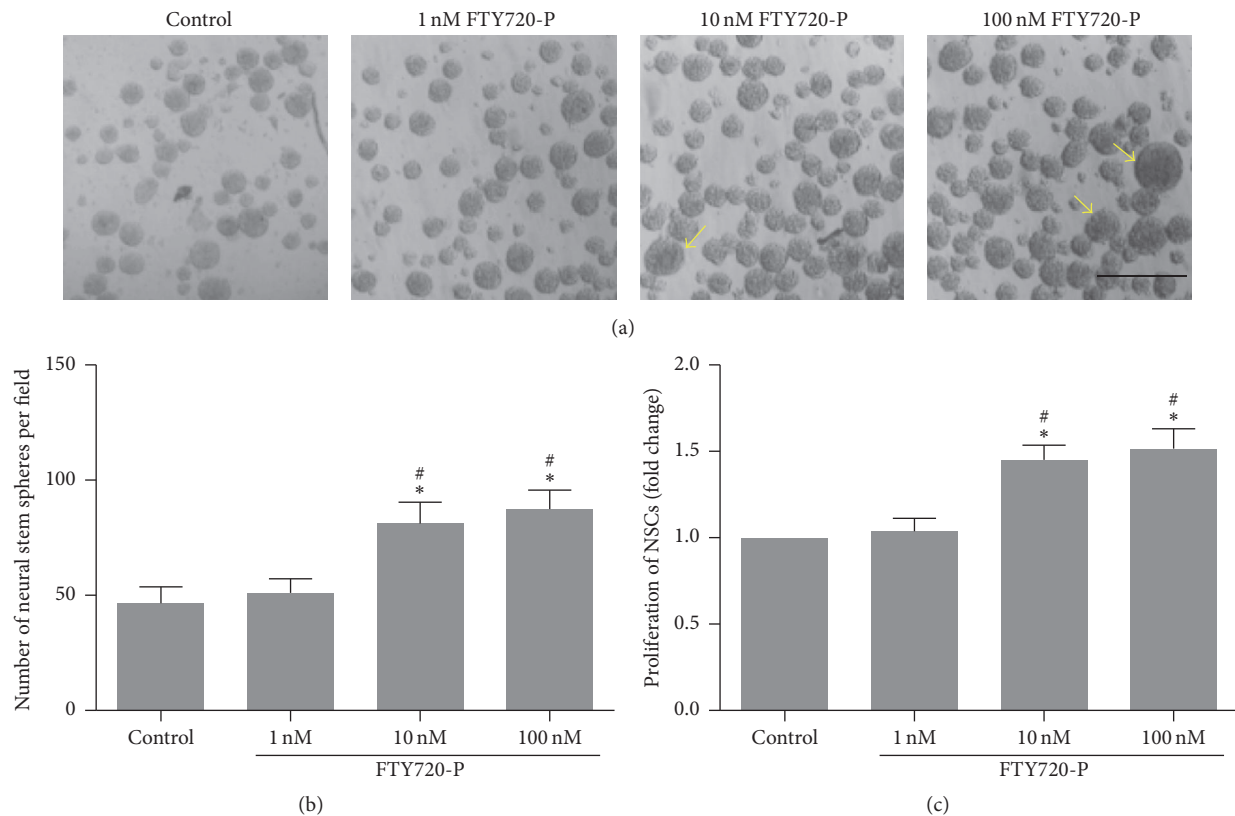 Control
1 nM FTY720-P
10 nM FTY720-P
100 nM FTY720-P
(a)
Number of neural stem spheres per field
150
100
50
0
#
*
#
*
Control
1 nM
10 nM
100 nM
FTY720-P
(b)
Proliferation of NSCs (fold change)
2.0
1.5
1.0
0.5
0.0
#
*
#
*
Control
1 nM
10 nM
100 nM
FTY720-P
(c)